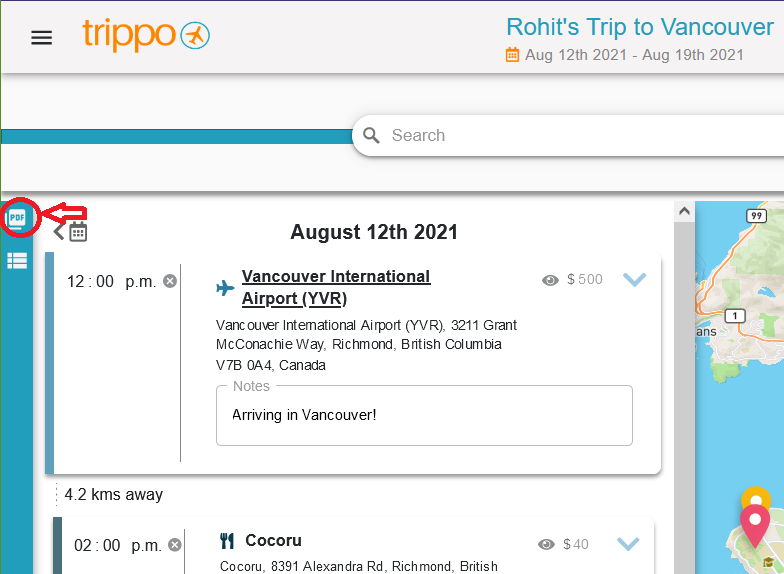 trippo
Rohit's Trip to Vancouver
Aug 12th 2021 - Aug 19th 2021
Search
PDF
99
August 12th 2021
12 : 00 p.m.
Vancouver International
Airport (YVR)
$ 500
Vancouver International Airport (YVR), 3211 Grant
McConachie Way, Richmond, British Columbia
V7B 0A4, Canada
1
ans
Notes
Arriving in Vancouver!
4.2 kms away
02 : 00 p.m.
Cocoru
$ 40
Cocoru, 8391 Alexandra Rd, Richmond, British